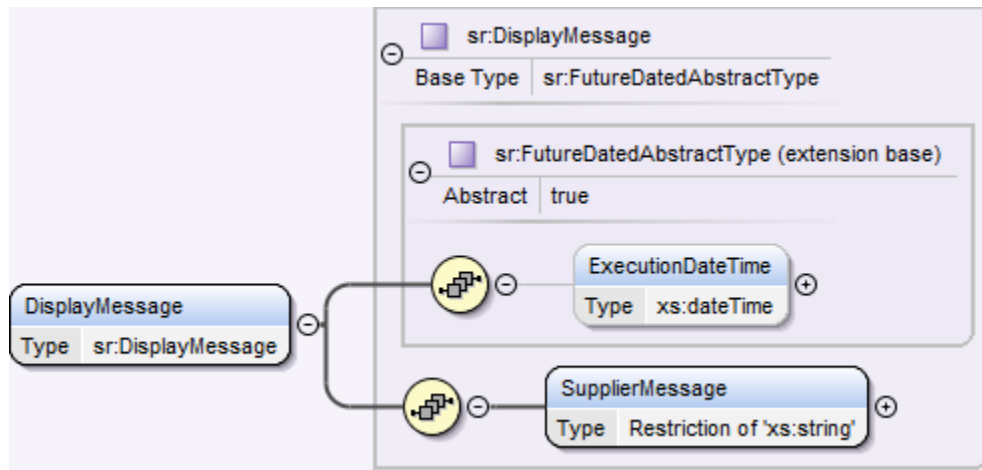 sr:DisplayMessage
Base Type sr:FutureDatedAbstractType
sr:FutureDatedAbstractType (extension base)
Abstract true
ExecutionDateTime
Type xs:dateTime
DisplayMessage
Type sr:DisplayMessage
SupplierMessage
Type Restriction of 'xs:string'